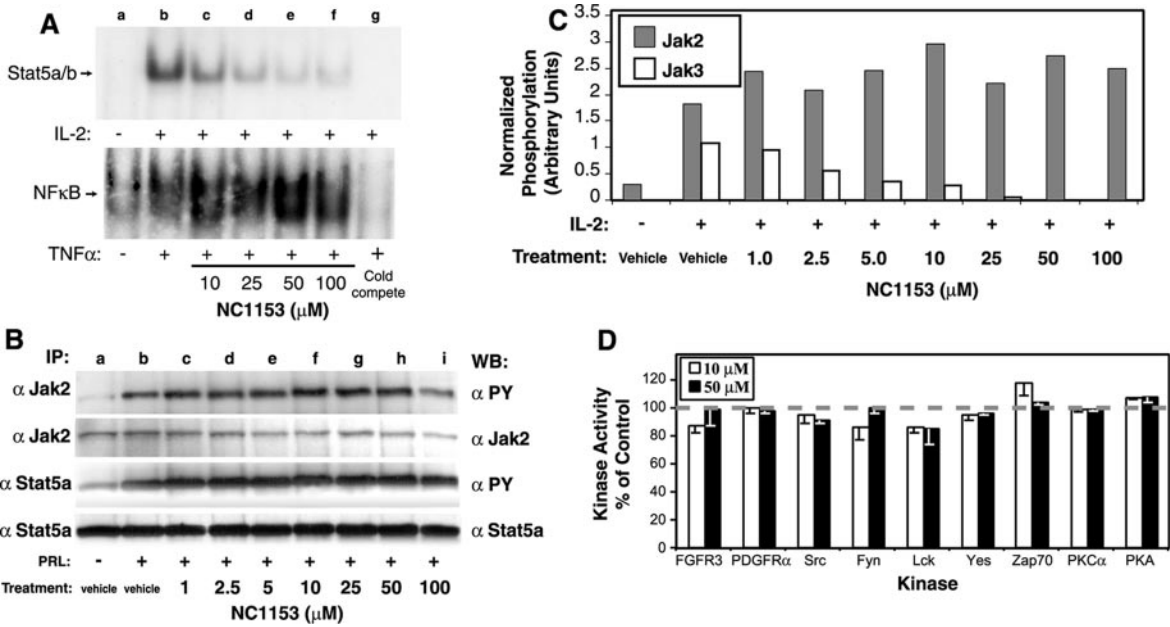 A
a b c d e f g
Stat5a/b
IL-2: - + + + + + +
NFκB
TNFα: - + + + + + +
10 25 50 100 Cold
compete
NC1153 (μM)
B
IP: a b c d e f g h i WB:
α Jak2 α PY
α Jak2 α Jak2
α Stat5a α PY
α Stat5a α Stat5a
PRL: - + + + + + + + +
Treatment: vehicle vehicle 1 2.5 5 10 25 50 100
NC1153 (μM)
C
Normalized
Phosphorylation
(Arbitrary Units)
3.5
3
2.5
2
1.5
1
0.5
0
Jak2
Jak3
IL-2: - + + + + + + + +
Treatment: Vehicle Vehicle 1.0 2.5 5.0 10 25 50 100
NC1153 (μM)
D
Kinase Activity
% of Control
120
100
80
60
40
20
0
10 μM
50 μM
FGFR3 PDGFRα Src Fyn Lck Yes Zap70 PKCα PKA
Kinase